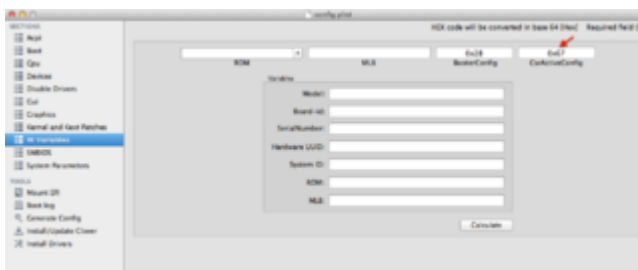 config.plist
SECTIONS
HEX code will be converted in base 64 (Hex) Required field
Acpi
Boot
Cpu
Devices
Disable Drivers
Gui
Graphics
Kernel and Kext Patches
Rt Variables
SMBIOS
System Parameters
TOOLS
Mount EFI
Boot.log
Generate Config
Install/Update Clover
Install Drivers
0x28
0x67
ROM
MLB
BooterConfig
CsrActiveConfig
Variables
Model:
Board-id:
SerialNumber:
Hardware UUID:
System ID:
ROM:
MLB:
Calculate